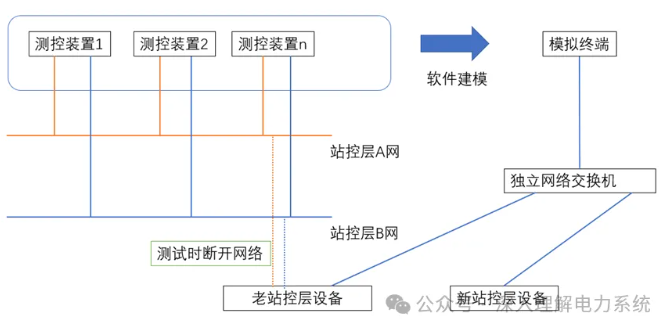 测控装置1
测控装置2
测控装置n
模拟终端
软件建模
站控层A网
独立网络交换机
站控层B网
测试时断开网络
老站控层设备
新站控层设备
公众号 深入理解电力系统